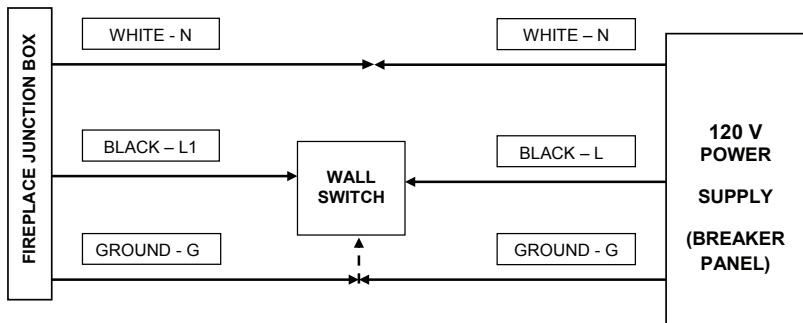 FIREPLACE JUNCTION BOX
WHITE - N
WHITE – N
BLACK – L1
BLACK – L
GROUND - G
GROUND - G
WALL
SWITCH
120 V
POWER
SUPPLY
(BREAKER
PANEL)